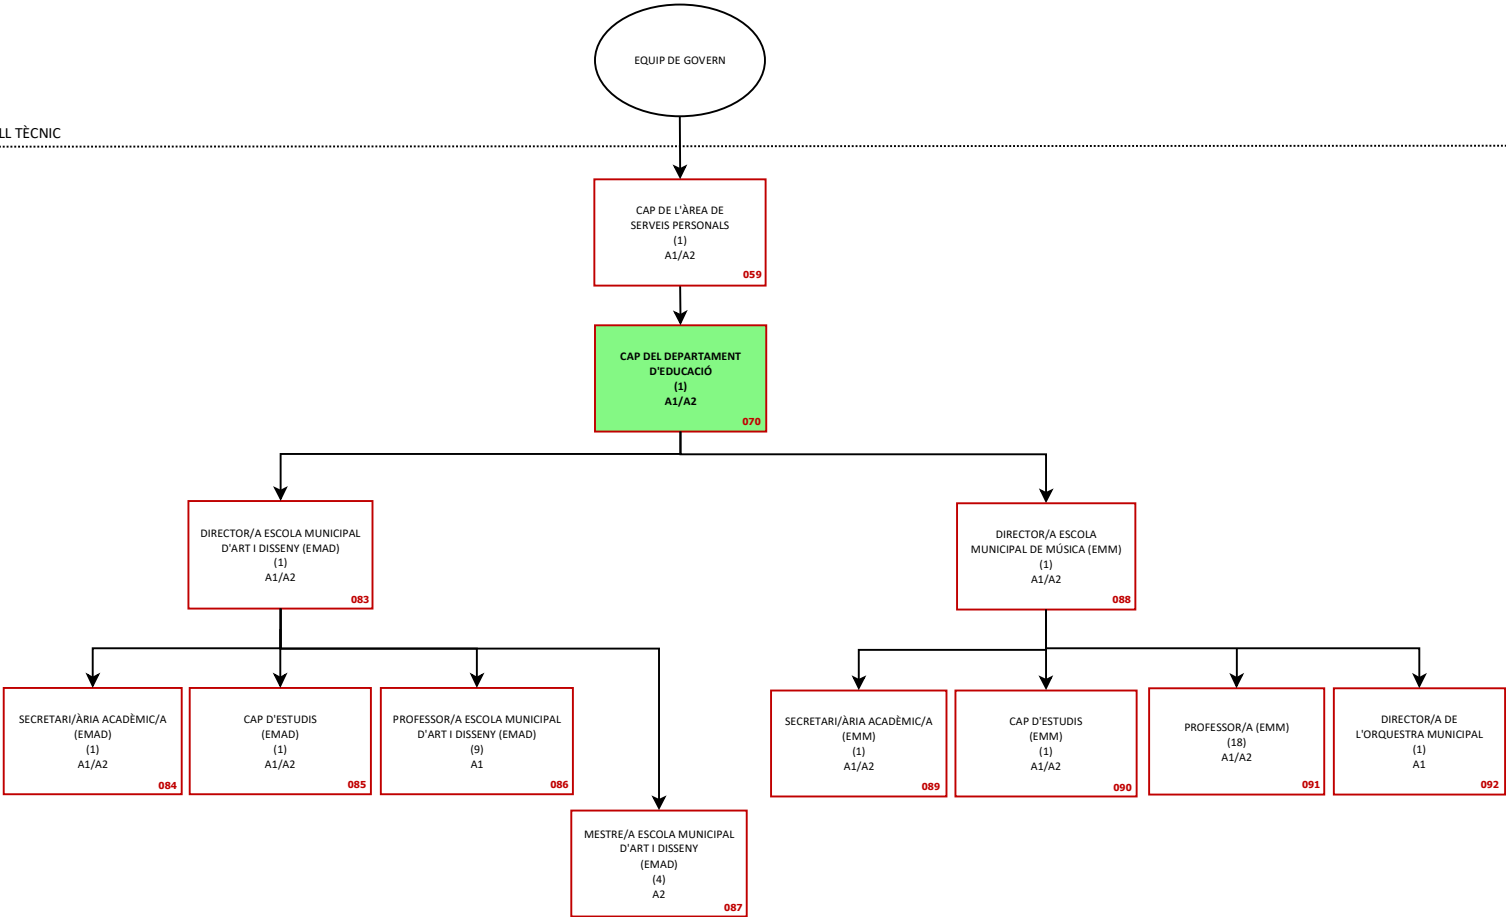 EQUIP DE GOVERN
LL TÈCNIC
CAP DE L'ÀREA DE
SERVEIS PERSONALS
(1)
A1/A2
059
CAP DEL DEPARTAMENT
D'EDUCACIÓ
(1)
A1/A2
070
DIRECTOR/A ESCOLA MUNICIPAL
D'ART I DISSENY (EMAD)
(1)
A1/A2
083
DIRECTOR/A ESCOLA
MUNICIPAL DE MÚSICA (EMM)
(1)
A1/A2
088
SECRETARI/ÀRIA ACADÈMIC/A
(EMAD)
(1)
A1/A2
084
CAP D'ESTUDIS
(EMAD)
(1)
A1/A2
085
PROFESSOR/A ESCOLA MUNICIPAL
D'ART I DISSENY (EMAD)
(9)
A1
086
MESTRE/A ESCOLA MUNICIPAL
D'ART I DISSENY
(EMAD)
(4)
A2
087
SECRETARI/ÀRIA ACADÈMIC/A
(EMM)
(1)
A1/A2
089
CAP D'ESTUDIS
(EMM)
(1)
A1/A2
090
PROFESSOR/A (EMM)
(18)
A1/A2
091
DIRECTOR/A DE
L'ORQUESTRA MUNICIPAL
(1)
A1
092